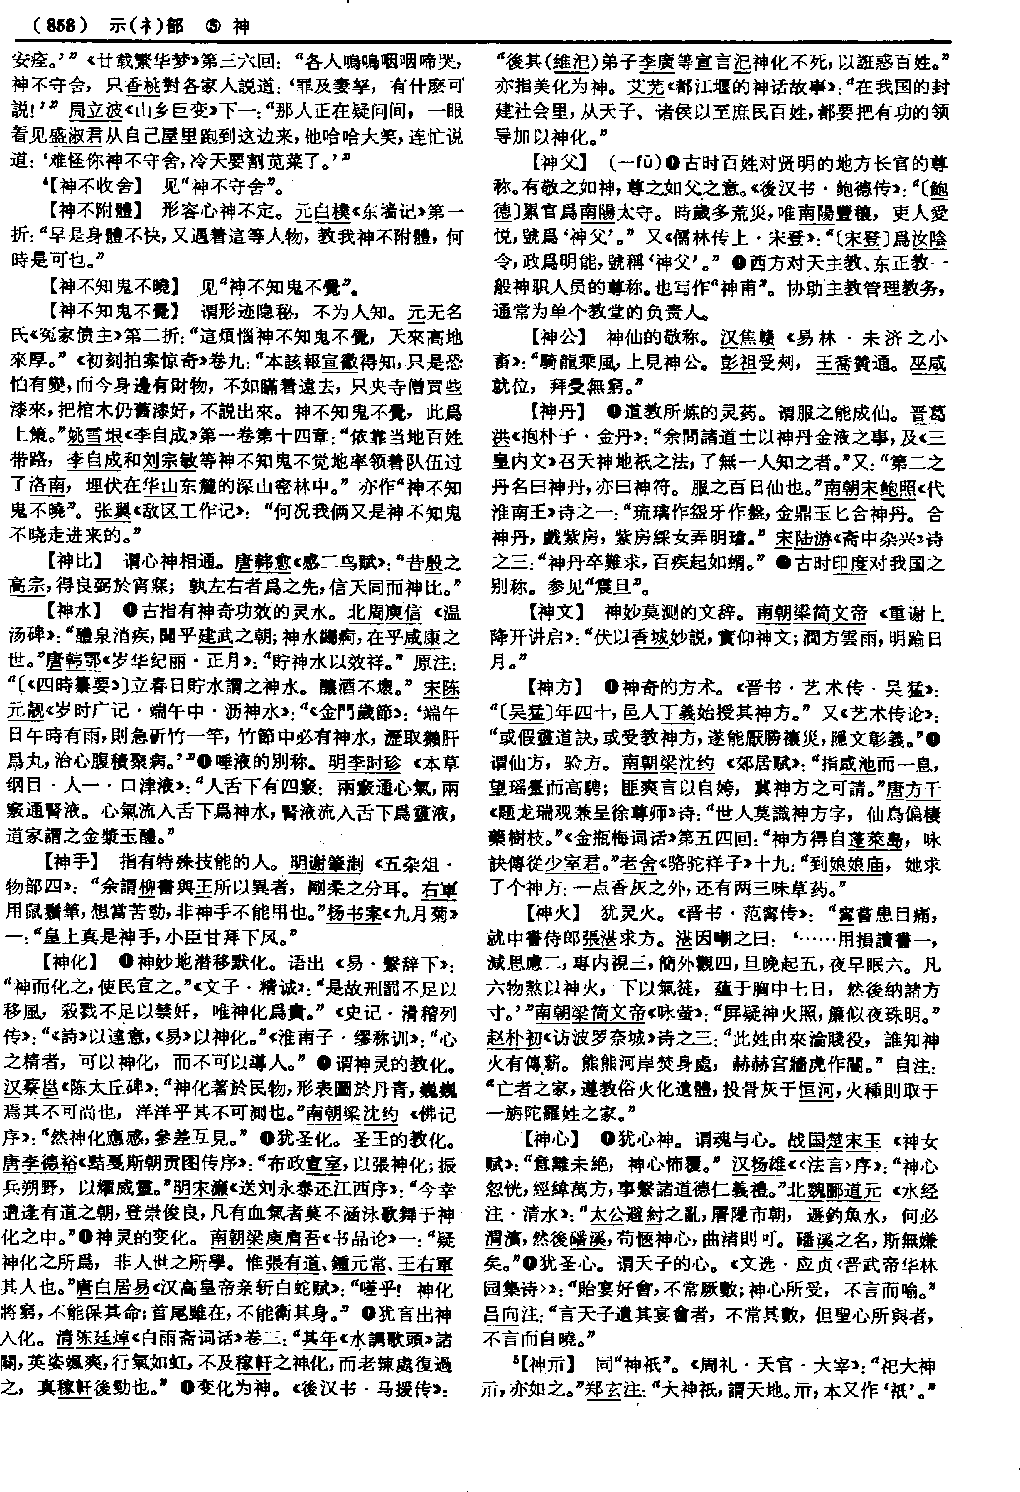 (858) 示(礻)部 ⑤ 神
安痊。’”《廿载繁华梦》第三六回：“各人嗚嗚咽咽啼哭，
神不守舍，只香桃對各家人説道：‘罪及妻孥，有什麽可
説！’”周立波《山乡巨变》下一：“那人正在疑问间，一眼
看见盛淑君从自己屋里跑到这边来，他哈哈大笑，连忙说
道：‘难怪你神不守舍，冷天要割苋菜了。’”
【神不收舍】 见“神不守舍”。
【神不附體】 形容心神不定。元白樸《东墙记》第一
折：“早是身體不快，又遇着這等人物，教我神不附體，何
時是可也。”
【神不知鬼不曉】 见“神不知鬼不覺”。
【神不知鬼不覺】 谓形迹隐秘，不为人知。元无名
氏《冤家债主》第二折：“這煩惱神不知鬼不覺，天來高地
來厚。”《初刻拍案惊奇》卷九：“本該報宣徽得知，只是恐
怕有變，而今身邊有財物，不如瞞着遠去，只央寺僧買些
漆來，把棺木仍舊漆好，不説出來。神不知鬼不覺，此爲
上策。”姚雪垠《李自成》第一卷第十四章：“依靠当地百姓
带路，李自成和刘宗敏等神不知鬼不觉地率领着队伍过
了洛南，埋伏在华山东麓的深山密林中。”亦作“神不知
鬼不曉”。张巽《敌区工作记》：“何况我俩又是神不知鬼
不晓走进来的。”
【神比】 谓心神相通。唐韩愈《感二鸟赋》：“昔殷之
高宗，得良弼於宵寐；孰左右者爲之先，信天同而神比。”
【神水】 ❶古指有神奇功效的灵水。北周庾信《温
汤碑》：“醴泉消疾，聞乎建武之朝；神水蠲痾，在乎咸康之
世。”唐韩鄂《岁华纪丽·正月》：“貯神水以效祥。”原注：
“〔《四時纂要》〕立春日貯水謂之神水。釀酒不壞。”宋陈
元靓《岁时广记·端午中·沥神水》：“《金門歲節》：‘端午
日午時有雨，則急斫竹一竿，竹節中必有神水，瀝取獺肝
爲丸，治心腹積聚病。’”❷唾液的别称。明李时珍《本草
纲目·人一·口津液》：“人舌下有四竅：兩竅通心氣，兩
竅通腎液。心氣流入舌下爲神水，腎液流入舌下爲靈液，
道家謂之金漿玉醴。”
【神手】 指有特殊技能的人。明谢肇淛《五杂俎·
物部四》：“余謂柳書與王所以異者，剛柔之分耳。右軍
用鼠鬚筆，想當苦勁，非神手不能用也。”杨书案《九月菊》
一：“皇上真是神手，小臣甘拜下风。”
【神化】 ❶神妙地潜移默化。语出《易·繫辞下》：
“神而化之，使民宜之。”《文子·精诚》：“是故刑罰不足以
移風，殺戮不足以禁奸，唯神化爲貴。”《史记·滑稽列
传》：“《詩》以達意，《易》以神化。”《淮南子·缪称训》：“心
之精者，可以神化，而不可以導人。”❷谓神灵的教化。
汉蔡邕《陈太丘碑》：“神化著於民物，形表圖於丹青，巍巍
焉其不可尚也，洋洋乎其不可測也。”南朝梁沈约《佛记
序》：“然神化應感，參差互見。”❸犹圣化。圣王的教化。
唐李德裕《黠戛斯朝贡图传序》：“布政宣室，以張神化；振
兵朔野，以耀威靈。”明宋濂《送刘永泰还江西序》：“今幸
遭逢有道之朝，登崇俊良，凡有血氣者莫不涵泳歌舞于神
化之中。”❹神灵的变化。南朝梁庾肩吾《书品论》一：“疑
神化之所爲，非人世之所學。惟張有道、鍾元常、王右軍
其人也。”唐白居易《汉高皇帝亲斩白蛇赋》：“嗟乎！神化
將窮，不能保其命；首尾雖在，不能衛其身。”❺犹言出神
入化。清陈廷焯《白雨斋词话》卷三：“其年《水調歌頭》諸
闋，英姿颯爽，行氣如虹，不及稼軒之神化，而老辣處復過
之，真稼軒後勁也。”❻变化为神。《後汉书·马援传》：
“後其(維汜)弟子李廣等宣言汜神化不死，以誑惑百姓。”
亦指美化为神。艾芜《都江堰的神话故事》：“在我国的封
建社会里，从天子、诸侯以至庶民百姓，都要把有功的领
导加以神化。”
【神父】 (—fù)❶古时百姓对贤明的地方长官的尊
称。有敬之如神，尊之如父之意。《後汉书·鲍德传》：“〔鮑
德〕累官爲南陽太守。時歲多荒災，唯南陽豐穰，吏人愛
悦，號爲‘神父’。”又《儒林传上·宋登》：“〔宋登〕爲汝陰
令，政爲明能，號稱‘神父’。”❷西方对天主教、东正教一
般神职人员的尊称。也写作“神甫”。协助主教管理教务，
通常为单个教堂的负责人。
【神公】 神仙的敬称。汉焦赣《易林·未济之小
畜》：“騎龍乘風，上見神公。彭祖受刺，王喬贊通。巫咸
就位，拜受無窮。”
【神丹】 ❶道教所炼的灵药。谓服之能成仙。晋葛
洪《抱朴子·金丹》：“余問諸道士以神丹金液之事，及《三
皇内文》召天神地衹之法，了無一人知之者。”又：“第二之
丹名曰神丹，亦曰神符。服之百日仙也。”南朝宋鲍照《代
淮南王》诗之一：“琉璃作盌牙作盤，金鼎玉匕合神丹。合
神丹，戲紫房，紫房綵女弄明璫。”宋陆游《斋中杂兴》诗
之三：“神丹卒難求，百疾起如蝟。”❷古时印度对我国之
别称。参见“震旦”。
【神文】 神妙莫测的文辞。南朝梁简文帝《重谢上
降开讲启》：“伏以香城妙説，實仰神文；潤方雲雨，明踰日
月。”
【神方】 ❶神奇的方术。《晋书·艺术传·吴猛》：
“〔吴猛〕年四十，邑人丁義始授其神方。”又《艺术传论》：
“或假靈道訣，或受教神方，遂能厭勝禳災，隱文彰義。”❷
谓仙方，验方。南朝梁沈约《郊居赋》：“指咸池而一息，
望瑶臺而高騁；匪爽言以自姱，冀神方之可請。”唐方干
《题龙瑞观兼呈徐尊师》诗：“世人莫識神方字，仙鳥偏棲
藥樹枝。”《金瓶梅词话》第五四回：“神方得自蓬萊島，咏
訣傳從少室君。”老舍《骆驼祥子》十九：“到娘娘庙，她求
了个神方：一点香灰之外，还有两三味草药。”
【神火】 犹灵火。《晋书·范甯传》：“甯嘗患目痛，
就中書侍郎張湛求方。湛因嘲之曰：‘……用損讀書一，
減思慮二，專内視三，簡外觀四，旦晚起五，夜早眠六。凡
六物熬以神火，下以氣簁，蘊于胸中七日，然後納諸方
寸。’”南朝梁简文帝《咏萤》：“屏疑神火照，簾似夜珠明。”
赵朴初《访波罗奈城》诗之三：“此姓由來淪賤役，誰知神
火有傳薪。熊熊河岸焚身處，赫赫宫牆虎作閽。”自注：
“亡者之家，遵教俗火化遺體，投骨灰于恒河，火種則取于
一旃陀羅姓之家。”
【神心】 ❶犹心神。谓魂与心。战国楚宋玉《神女
赋》：“意離未絶，神心怖覆。”汉扬雄《〈法言〉序》：“神心
忽恍，經緯萬方，事繫諸道德仁義禮。”北魏郦道元《水经
注·清水》：“太公避紂之亂，屠隱市朝，遯釣魚水，何必
渭濱，然後磻溪，苟愜神心，曲渚則可。磻溪之名，斯無嫌
矣。”❷犹圣心。谓天子的心。《文选·应贞〈晋武帝华林
园集诗〉》：“貽宴好會，不常厥數；神心所受，不言而喻。”
吕向注：“言天子遺其宴會者，不常其數，但聖心所與者，
不言而自曉。”
⁵【神示】 同“神祇”。《周礼·天官·大宰》：“祀大神
示，亦如之。”郑玄注：“大神祇，謂天地。示，本又作‘祇’。”